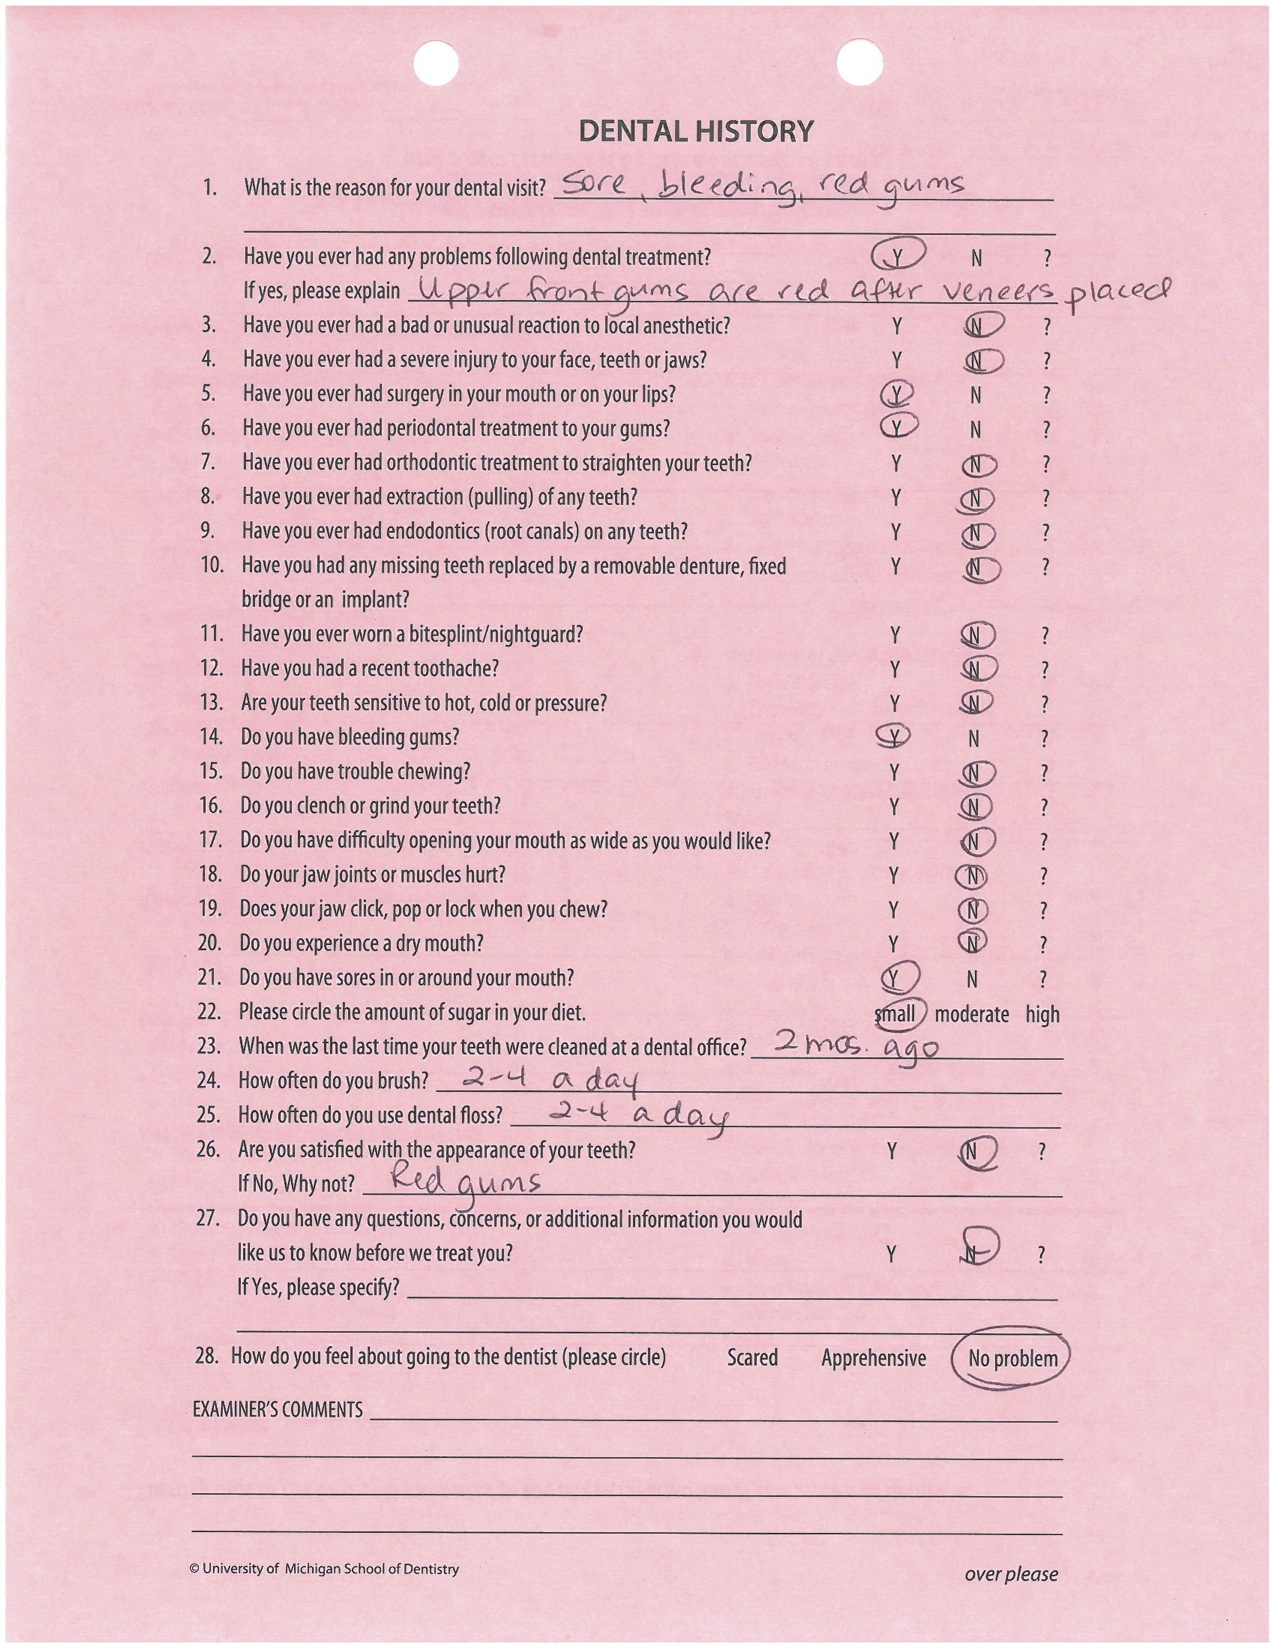 DENTAL HISTORY
1. What is the reason for your dental visit? Sore, bleeding, red gums
2. Have you ever had any problems following dental treatment? Y N ?
If yes, please explain Upper front gums are red after veneers placed
3. Have you ever had a bad or unusual reaction to local anesthetic? Y N ?
4. Have you ever had a severe injury to your face, teeth or jaws? Y N ?
5. Have you ever had surgery in your mouth or on your lips? Y N ?
6. Have you ever had periodontal treatment to your gums? Y N ?
7. Have you ever had orthodontic treatment to straighten your teeth? Y N ?
8. Have you ever had extraction (pulling) of any teeth? Y N ?
9. Have you ever had endodontics (root canals) on any teeth? Y N ?
10. Have you had any missing teeth replaced by a removable denture, fixed Y N ?
bridge or an implant?
11. Have you ever worn a bitesplint/nightguard? Y N ?
12. Have you had a recent toothache? Y N ?
13. Are your teeth sensitive to hot, cold or pressure? Y N ?
14. Do you have bleeding gums? Y N ?
15. Do you have trouble chewing? Y N ?
16. Do you clench or grind your teeth? Y N ?
17. Do you have difficulty opening your mouth as wide as you would like? Y N ?
18. Do your jaw joints or muscles hurt? Y N ?
19. Does your jaw click, pop or lock when you chew? Y N ?
20. Do you experience a dry mouth? Y N ?
21. Do you have sores in or around your mouth? Y N ?
22. Please circle the amount of sugar in your diet. small moderate high
23. When was the last time your teeth were cleaned at a dental office? 2 mos. ago
24. How often do you brush? 2-4 a day
25. How often do you use dental floss? 2-4 a day
26. Are you satisfied with the appearance of your teeth? Y N ?
If No, Why not? Red gums
27. Do you have any questions, concerns, or additional information you would
like us to know before we treat you? Y N ?
If Yes, please specify?
28. How do you feel about going to the dentist (please circle) Scared Apprehensive No problem
EXAMINER'S COMMENTS
© University of Michigan School of Dentistry
over please